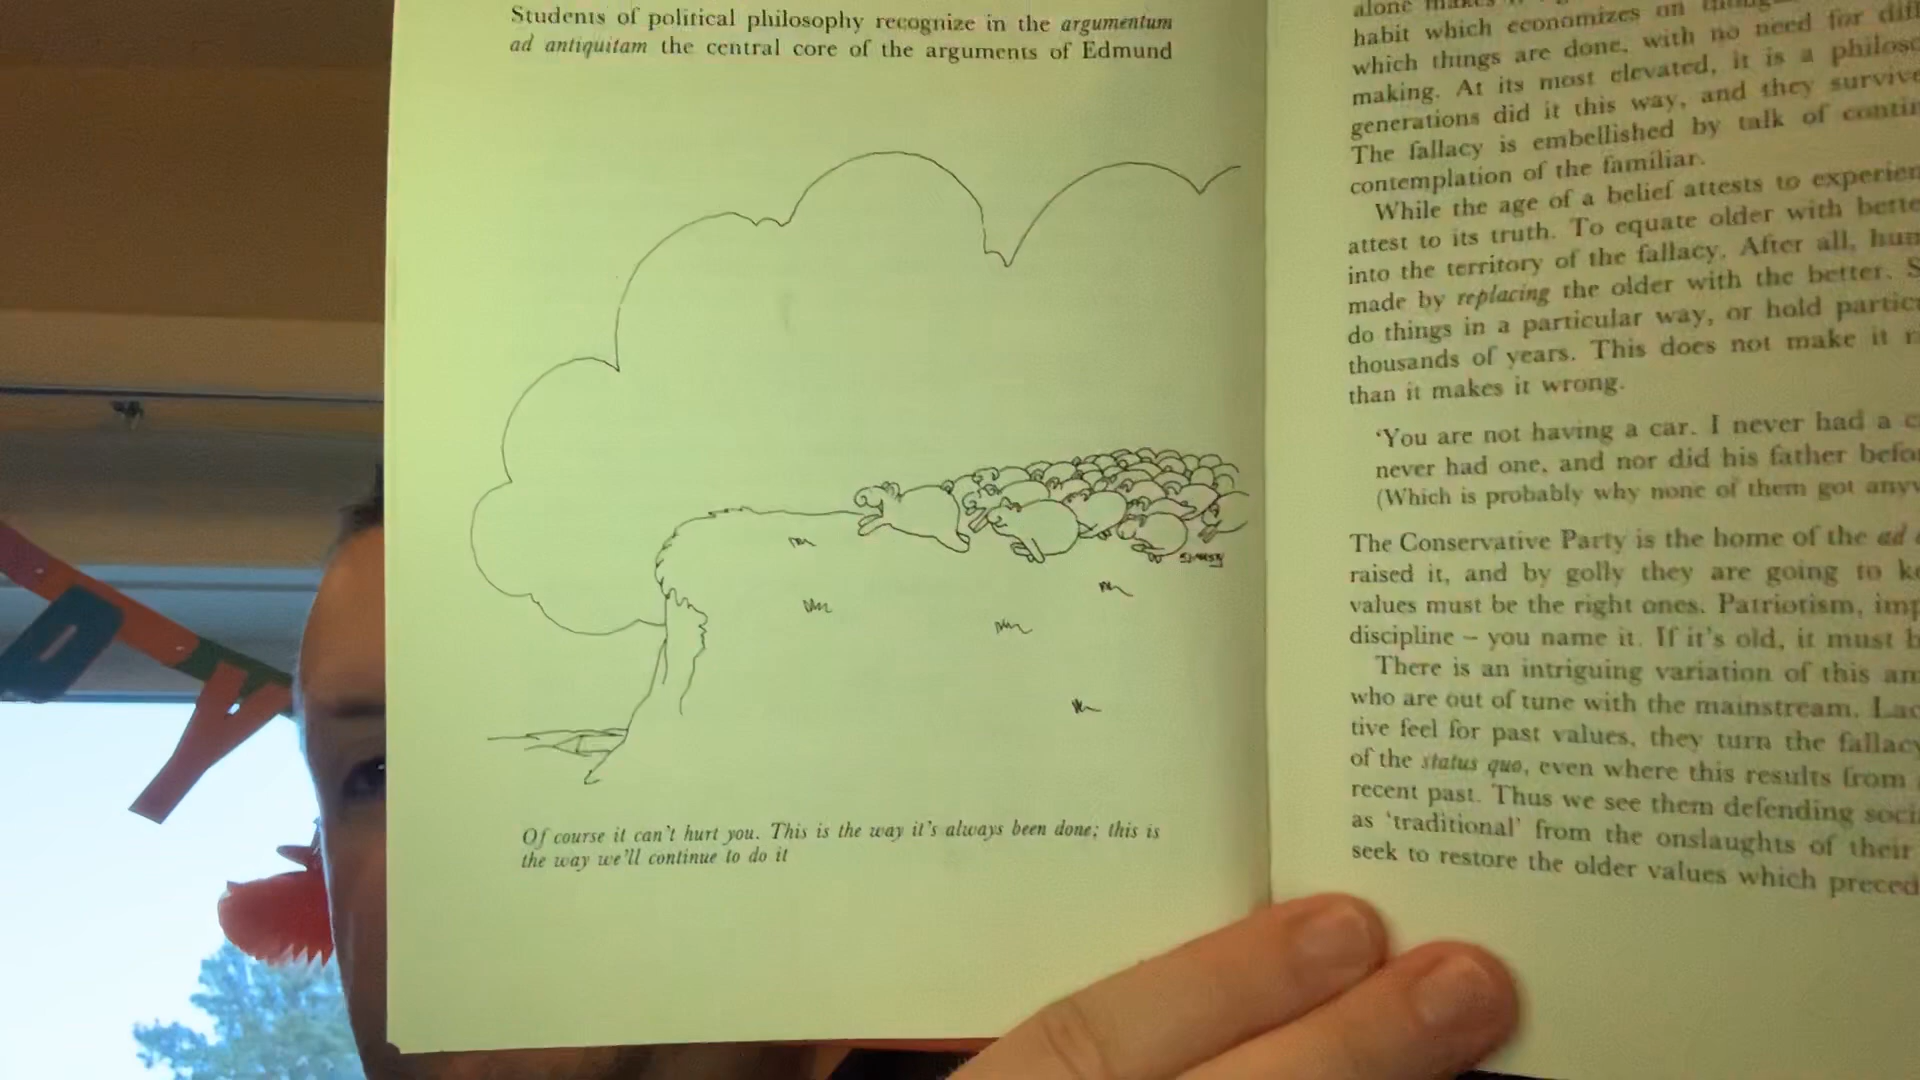 Students of political philosophy recognize in the argumentum
ad antiquitam the central core of the arguments of Edmund
Of course it can't hurt you. This is the way it's always been done; this is
the way we'll continue to do it
alone makes
habit which economizes on
which things are done, with no need for
making. At its most elevated, it is a
generations did it this way, and they
The fallacy is embellished by talk of
contemplation of the familiar.
While the age of a belief attests to
attest to its truth. To equate older with
into the territory of the fallacy. After all,
made by replacing the older with the better.
do things in a particular way, or hold
thousands of years. This does not make it
than it makes it wrong.
'You are not having a car. I never had a
never had one, and nor did his father
(Which is probably why none of them got
The Conservative Party is the home of the ad
raised it, and by golly they are going to
values must be the right ones. Patriotism,
discipline – you name it. If it's old, it must
There is an intriguing variation of this
who are out of tune with the mainstream.
tive feel for past values, they turn the
of the status quo, even where this results from
recent past. Thus we see them defending
as 'traditional' from the onslaughts of their
seek to restore the older values which